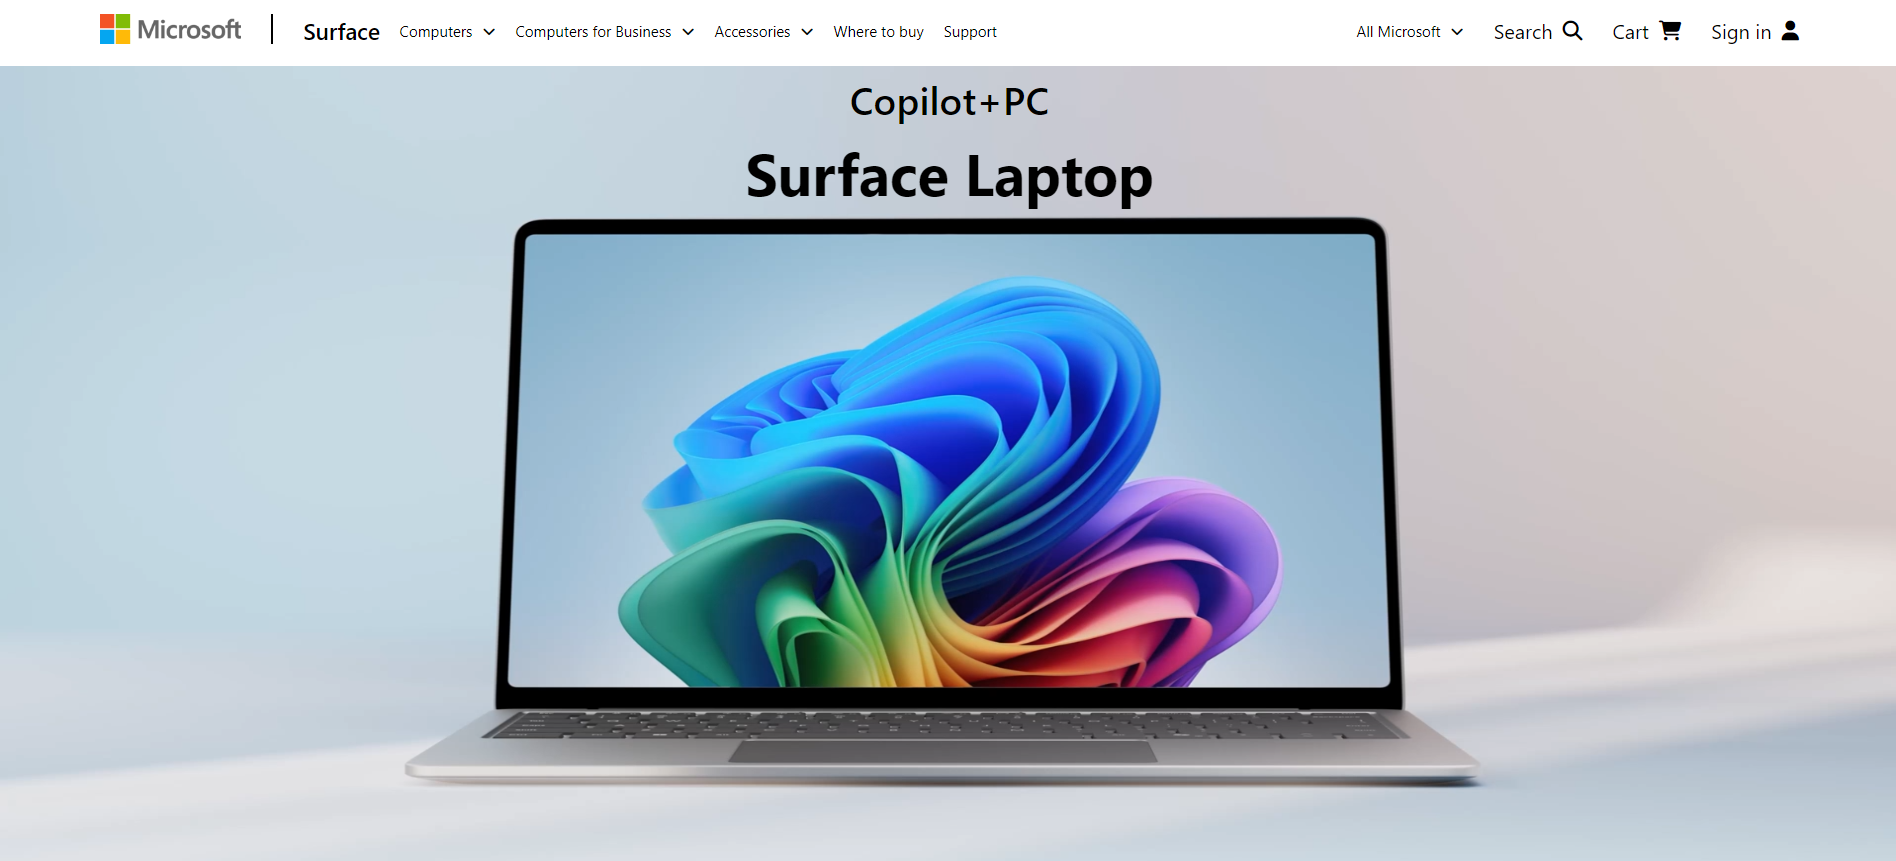 Microsoft
Surface Computers Computers for Business Accessories Where to buy Support All Microsoft Search Cart Sign in
Copilot+PC
Surface Laptop